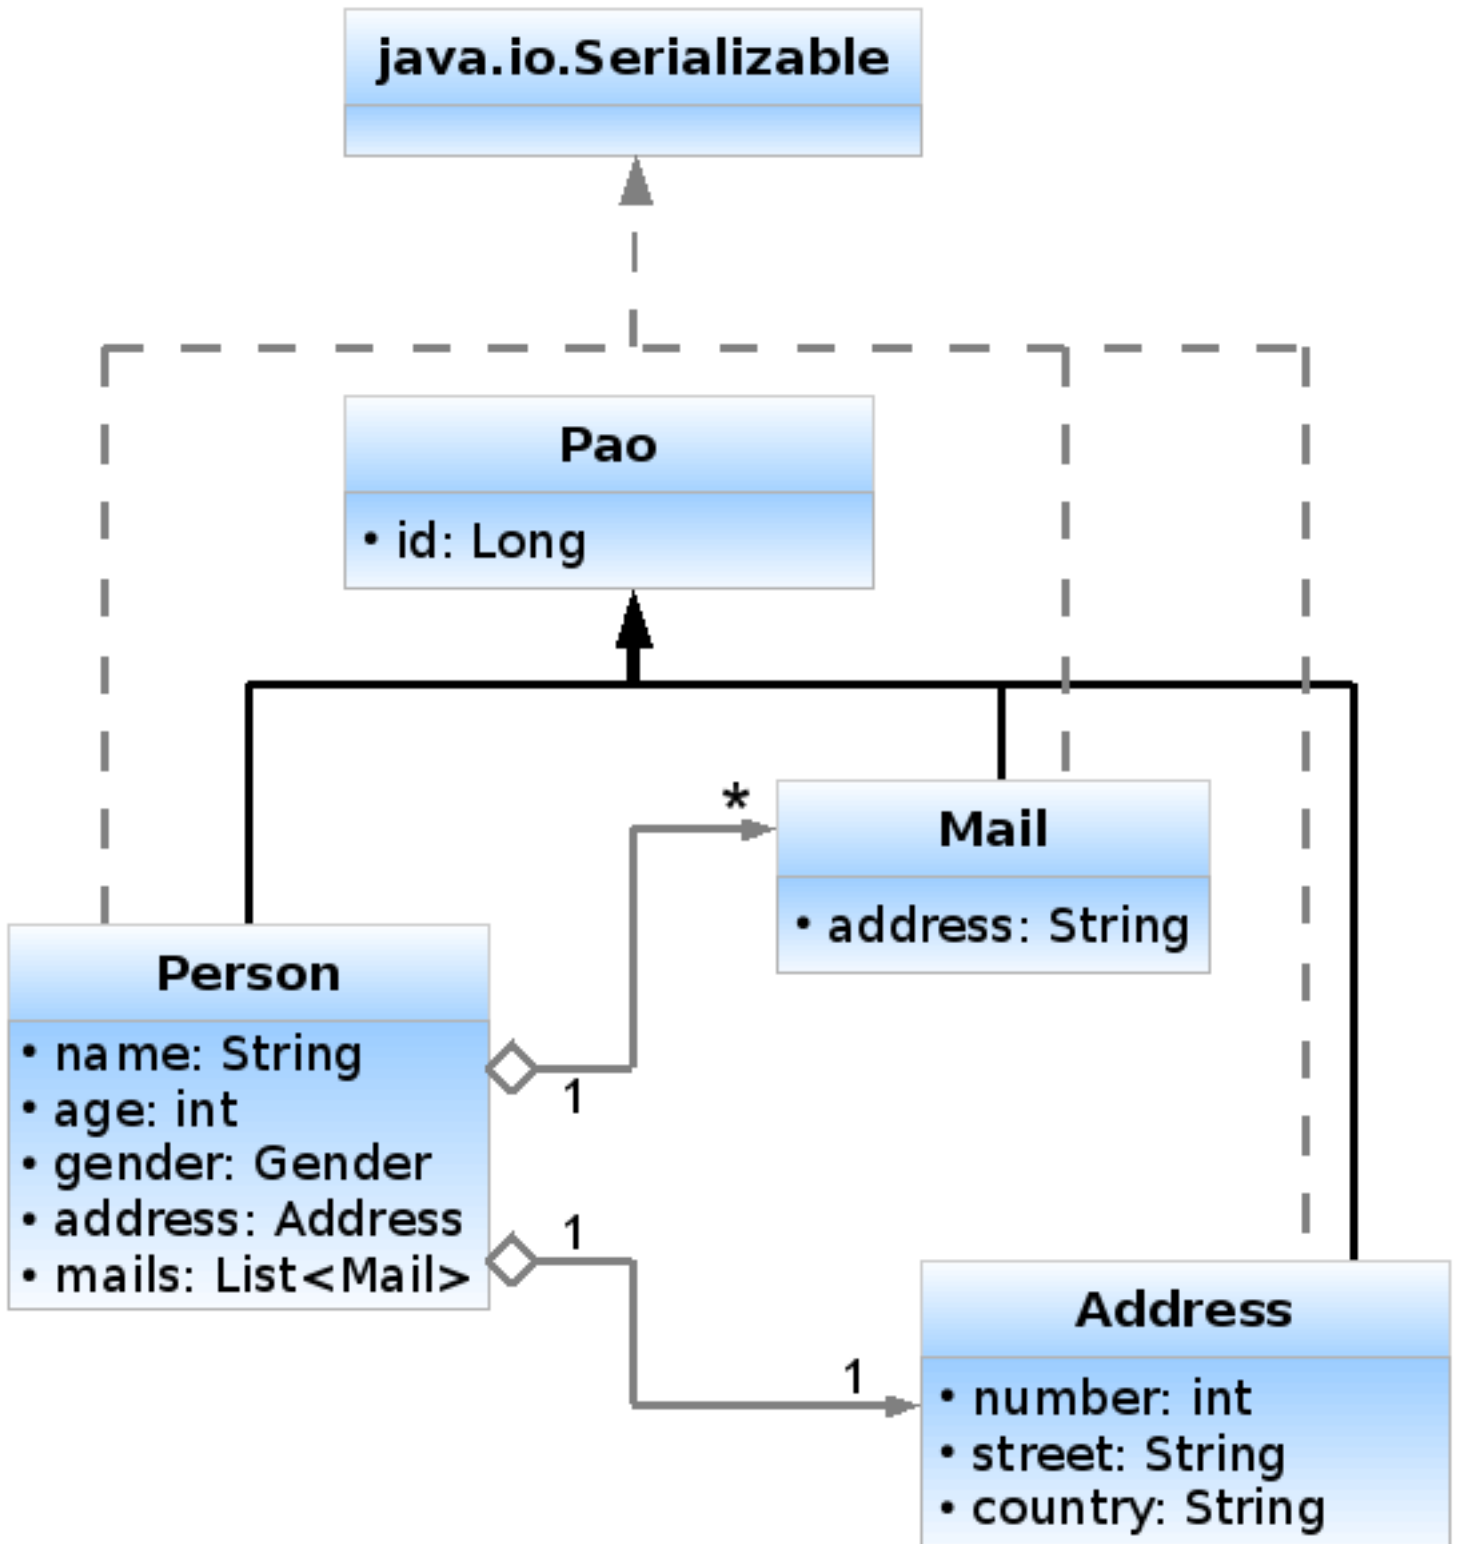 java.io.Serializable
Pao
• id: Long
*
Mail
• address: String
Person
• name: String
• age: int
• gender: Gender
• address: Address
• mails: List<Mail>
1
1
1
Address
• number: int
• street: String
• country: String